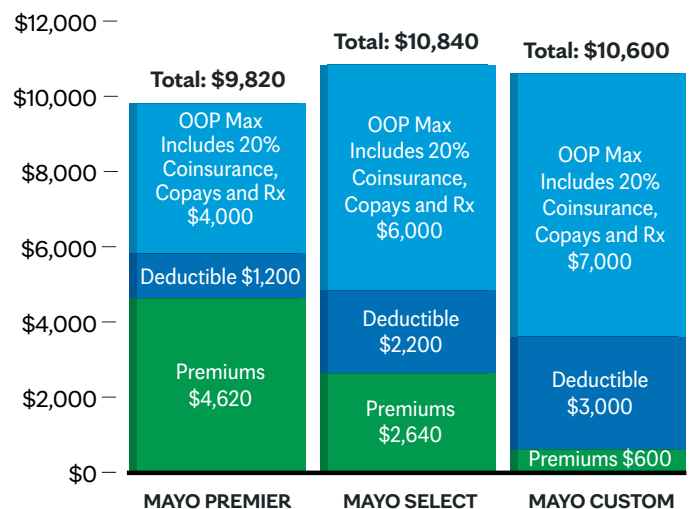 $12,000
$10,000
$8,000
$6,000
$4,000
$2,000
$0
Total: $9,820
OOP Max
Includes 20%
Coinsurance,
Copays and Rx
$4,000
Deductible $1,200
Premiums
$4,620
MAYO PREMIER
Total: $10,840
OOP Max
Includes 20%
Coinsurance,
Copays and Rx
$6,000
Deductible
$2,200
Premiums
$2,640
MAYO SELECT
Total: $10,600
OOP Max
Includes 20%
Coinsurance,
Copays and Rx
$7,000
Deductible
$3,000
Premiums $600
MAYO CUSTOM